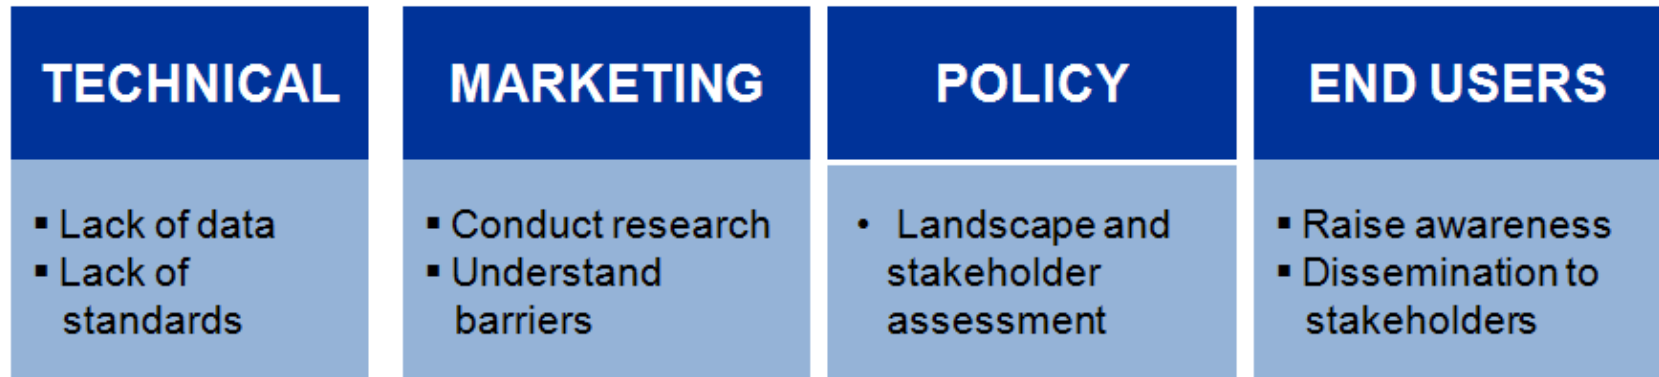 TECHNICAL
▪ Lack of data
▪ Lack of
standards
MARKETING
▪ Conduct research
▪ Understand
barriers
POLICY
• Landscape and
stakeholder
assessment
END USERS
▪ Raise awareness
▪ Dissemination to
stakeholders